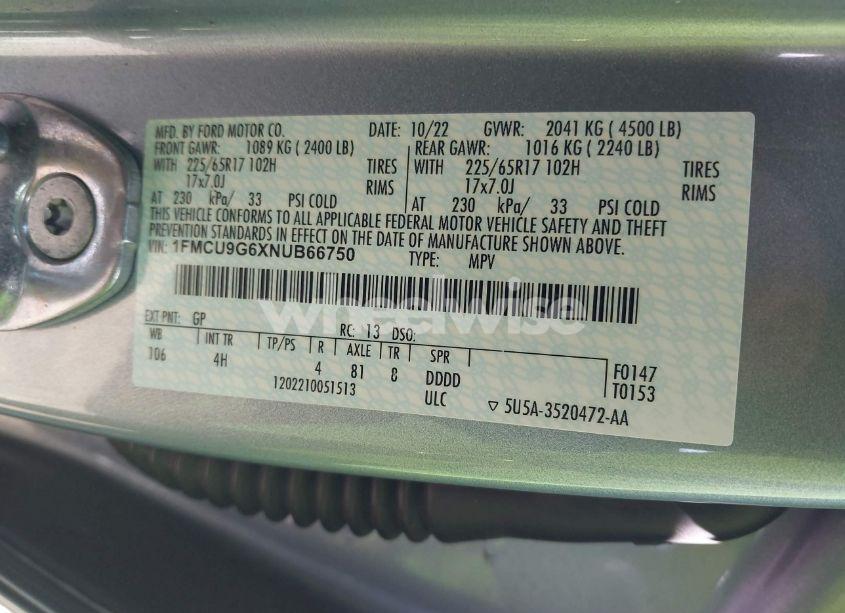 MFD. BY FORD MOTOR CO. DATE: 10/22 GVWR: 2041 KG (4500 LB)
FRONT GAWR: 1089 KG (2400 LB) REAR GAWR: 1016 KG (2240 LB)
WITH 225/65R17 102H TIRES WITH 225/65R17 102H TIRES
17x7.0J RIMS 17x7.0J RIMS
AT 230 kPa/ 33 PSI COLD AT 230 kPa/ 33 PSI COLD
THIS VEHICLE CONFORMS TO ALL APPLICABLE FEDERAL MOTOR VEHICLE SAFETY AND THEFT
PREVENTION STANDARDS IN EFFECT ON THE DATE OF MANUFACTURE SHOWN ABOVE.
VIN: 1FMCU9G6XNUB66750 TYPE: MPV
wheelwise
EXT PNT: GP RC: 13 DSO:
WB INT TR TP/PS R AXLE TR SPR
106 4H 4 81 8 DDDD F0147
1202210051513 ULC T0153
▽ 5U5A-3520472-AA